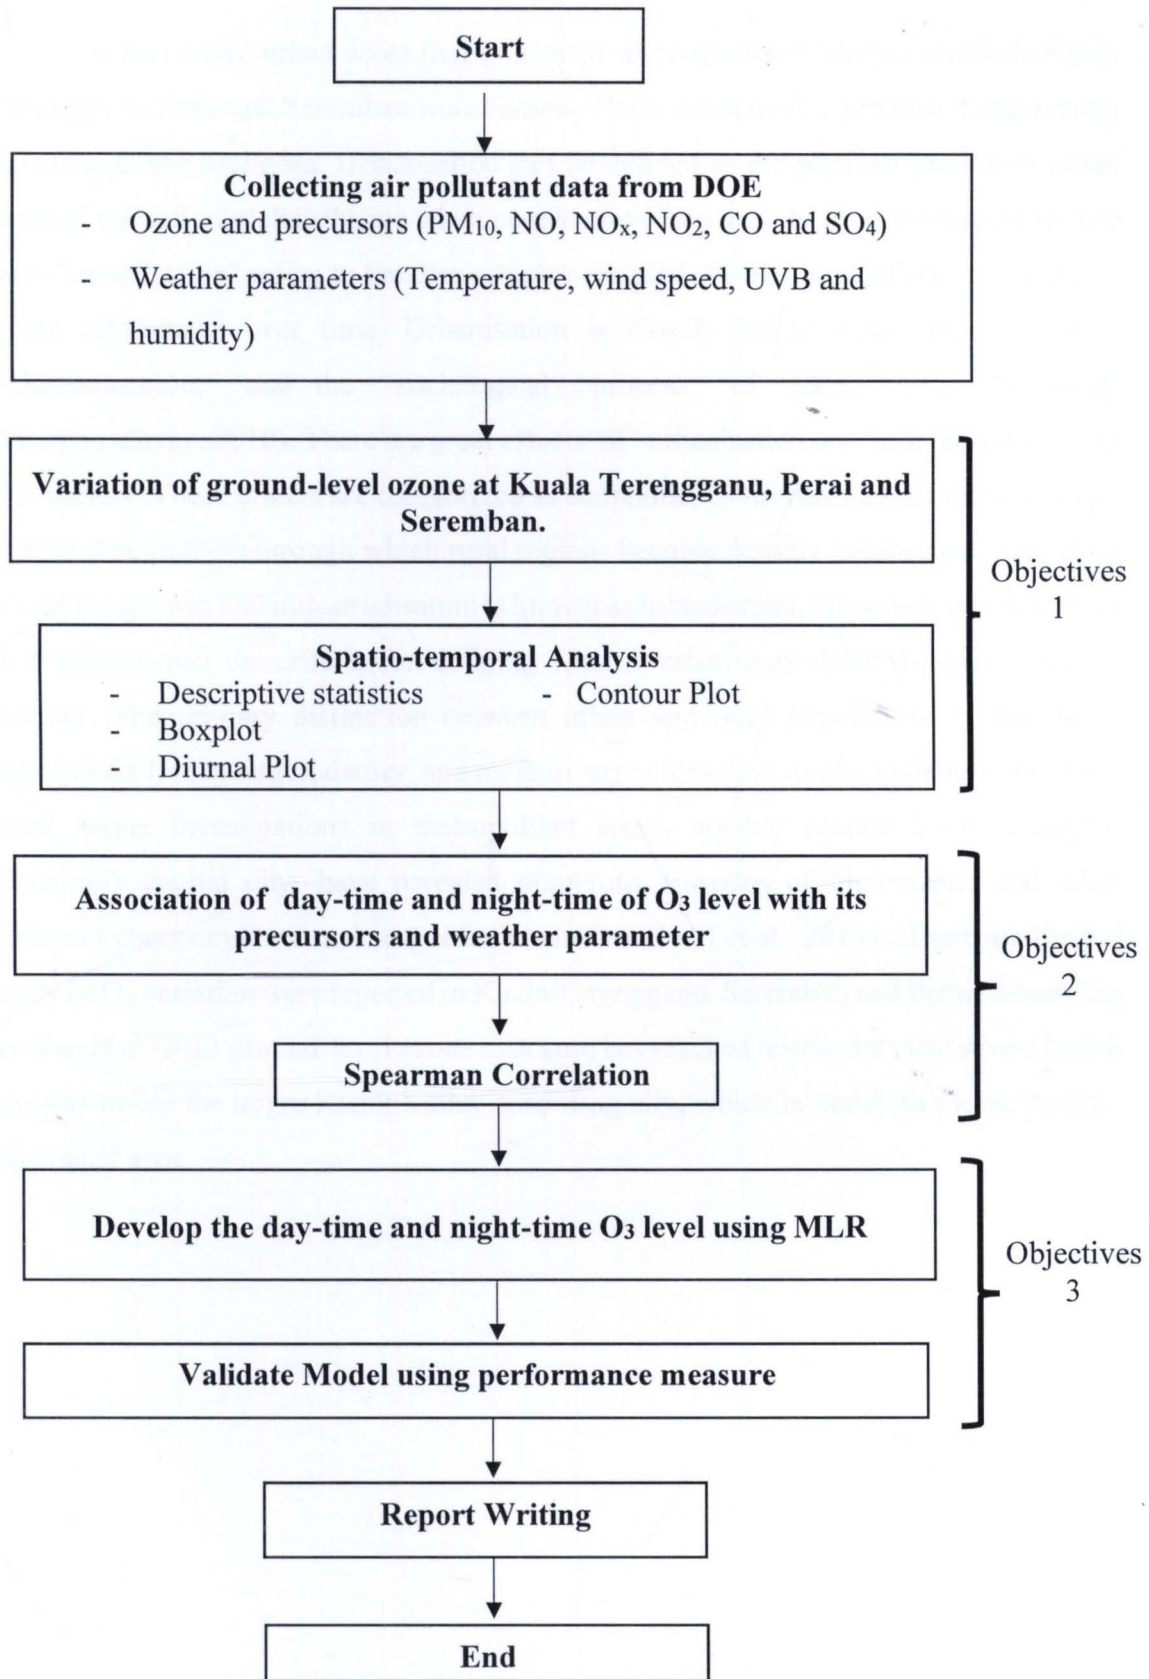 Start
Collecting air pollutant data from DOE
- Ozone and precursors (PM₁₀, NO, NOₓ, NO₂, CO and SO₄)
- Weather parameters (Temperature, wind speed, UVB and
humidity)
Variation of ground-level ozone at Kuala Terengganu, Perai and
Seremban.
Objectives
1
Spatio-temporal Analysis
- Descriptive statistics - Contour Plot
- Boxplot
- Diurnal Plot
Association of day-time and night-time of O₃ level with its
precursors and weather parameter
Objectives
2
Spearman Correlation
Develop the day-time and night-time O₃ level using MLR
Objectives
3
Validate Model using performance measure
Report Writing
End